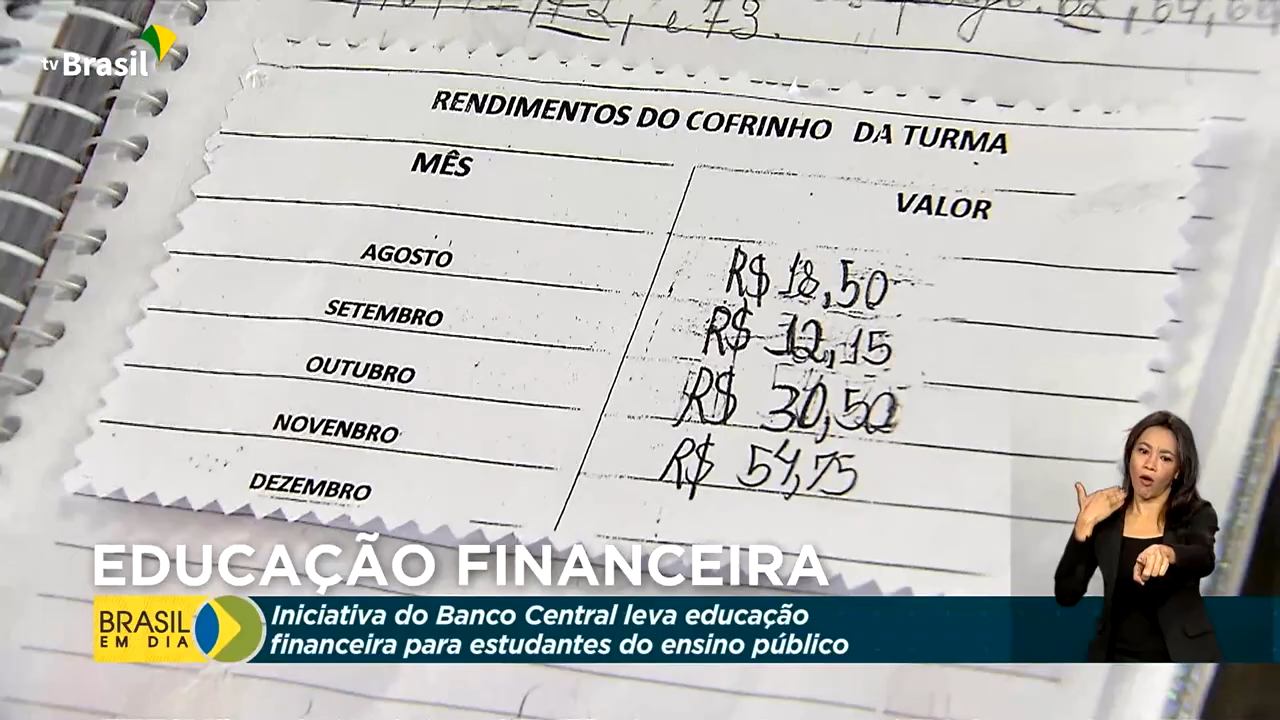 e 73.
tv Brasil
RENDIMENTOS DO COFRINHO DA TURMA
MÊS VALOR
AGOSTO R$ 18,50
SETEMBRO R$ 12,15
OUTUBRO R$ 30,50
NOVENBRO R$ 54,75
DEZEMBRO
EDUCAÇÃO FINANCEIRA
BRASIL
EM DIA
Iniciativa do Banco Central leva educação
financeira para estudantes do ensino público